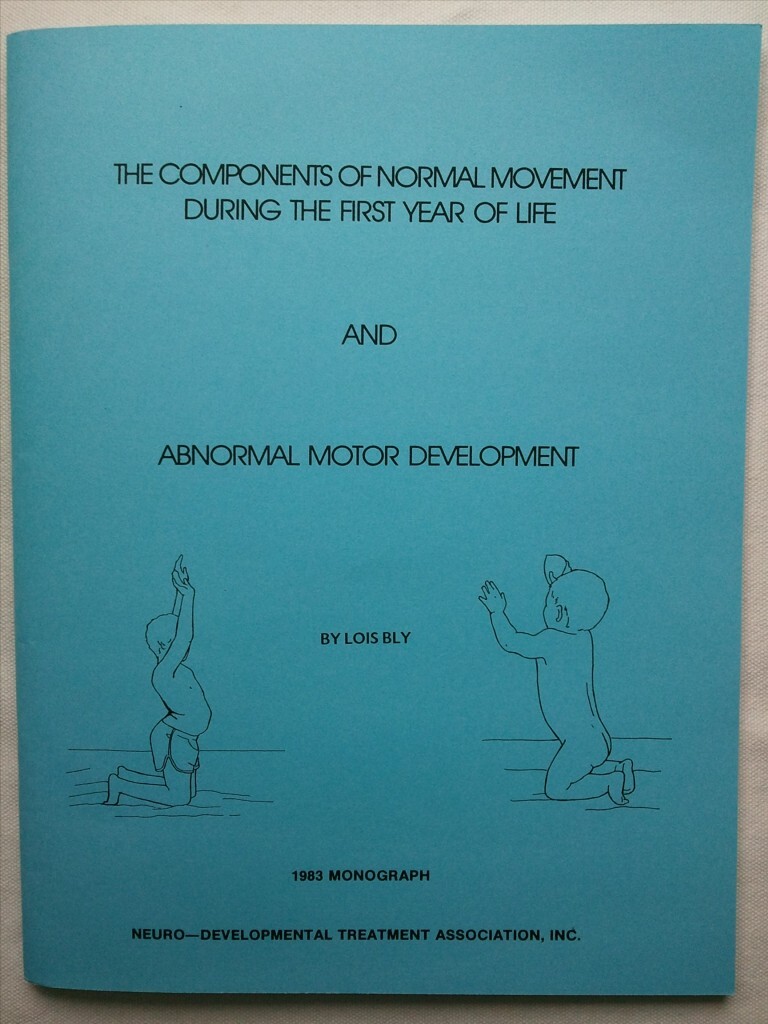 THE COMPONENTS OF NORMAL MOVEMENT
DURING THE FIRST YEAR OF LIFE
AND
ABNORMAL MOTOR DEVELOPMENT
BY LOIS BLY
1983 MONOGRAPH
NEURO—DEVELOPMENTAL TREATMENT ASSOCIATION, INC.